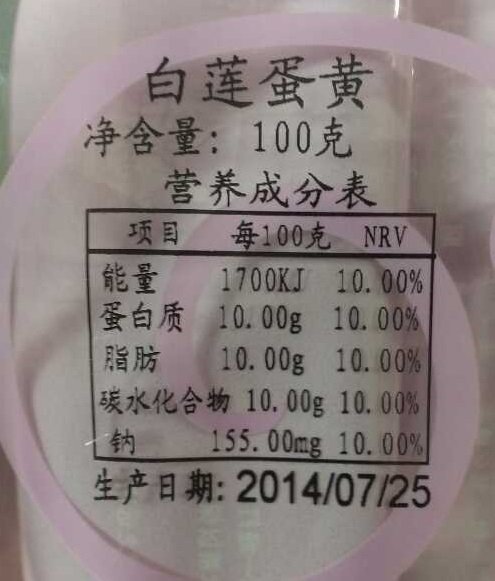 白莲蛋黄
净含量: 100克
营养成分表
项目 每100克 NRV
能量 1700KJ 10.00%
蛋白质 10.00g 10.00%
脂肪 10.00g 10.00%
碳水化合物 10.00g 10.00%
钠 155.00mg 10.00%
生产日期: 2014/07/25